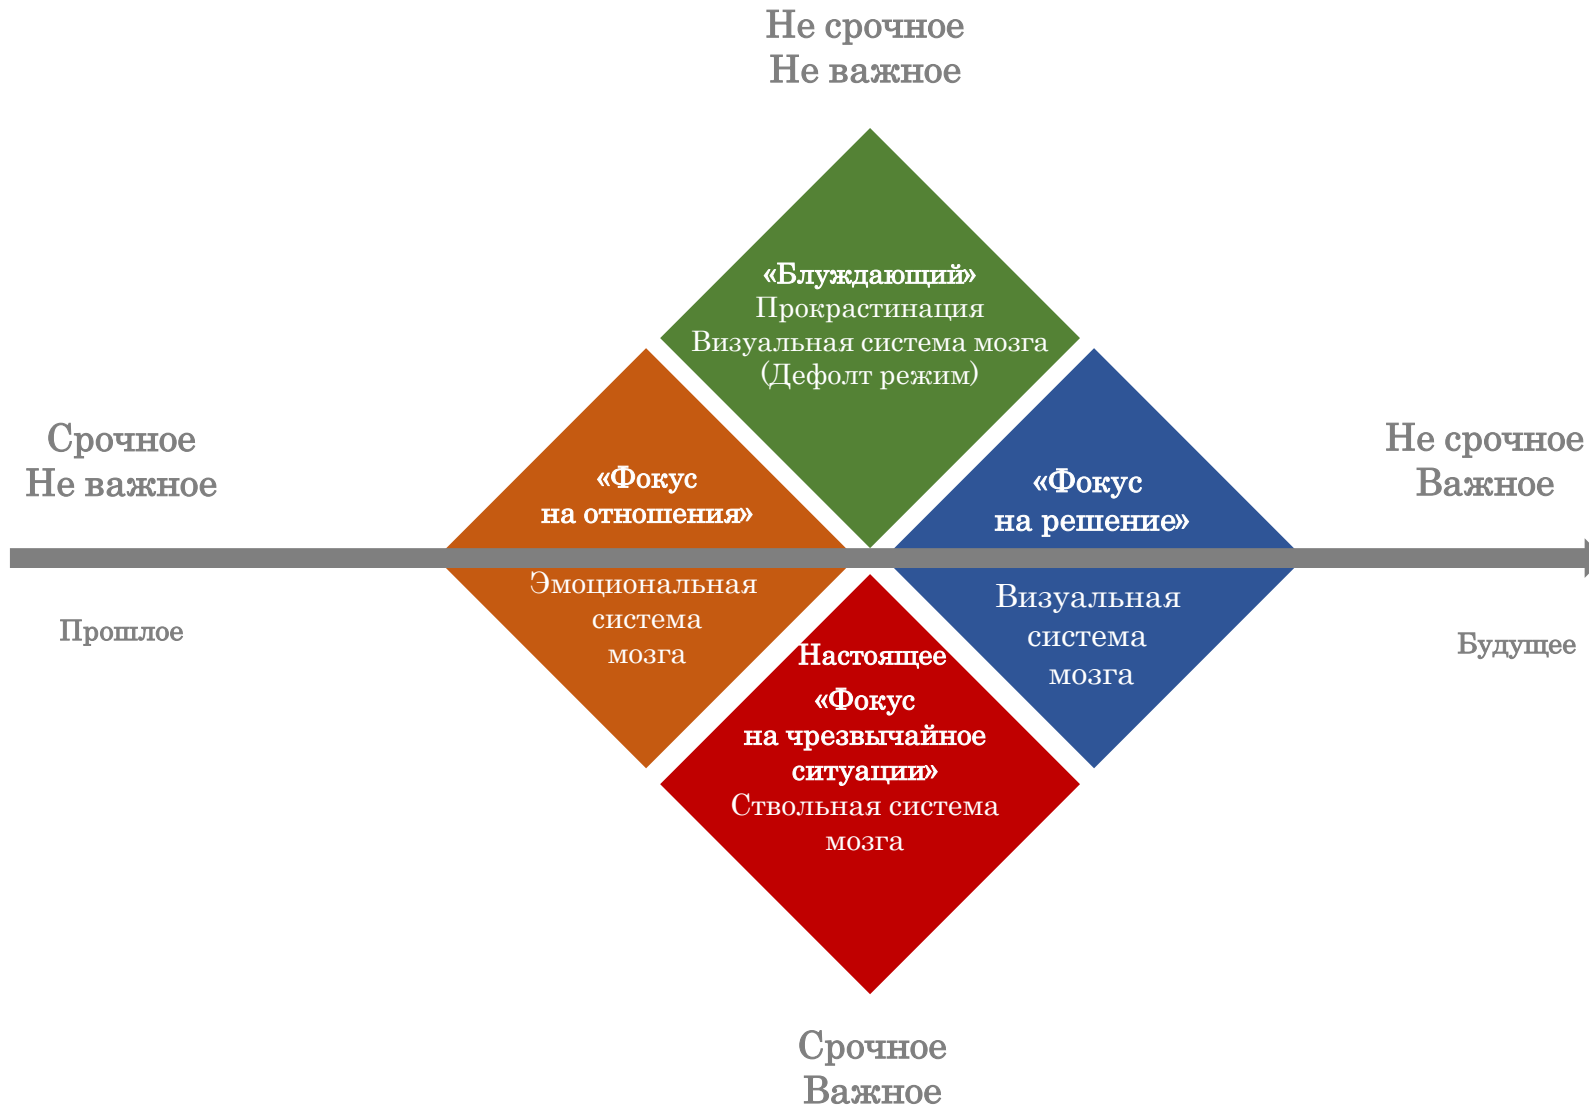 Не срочное
Не важное
«Блуждающий»
Прокрастинация
Визуальная система мозга
(Дефолт режим)
Срочное
Не важное
«Фокус
на отношения»
Эмоциональная
система
мозга
«Фокус
на решение»
Визуальная
система
мозга
Не срочное
Важное
Прошлое
Будущее
Настоящее
«Фокус
на чрезвычайное
ситуации»
Ствольная система
мозга
Срочное
Важное